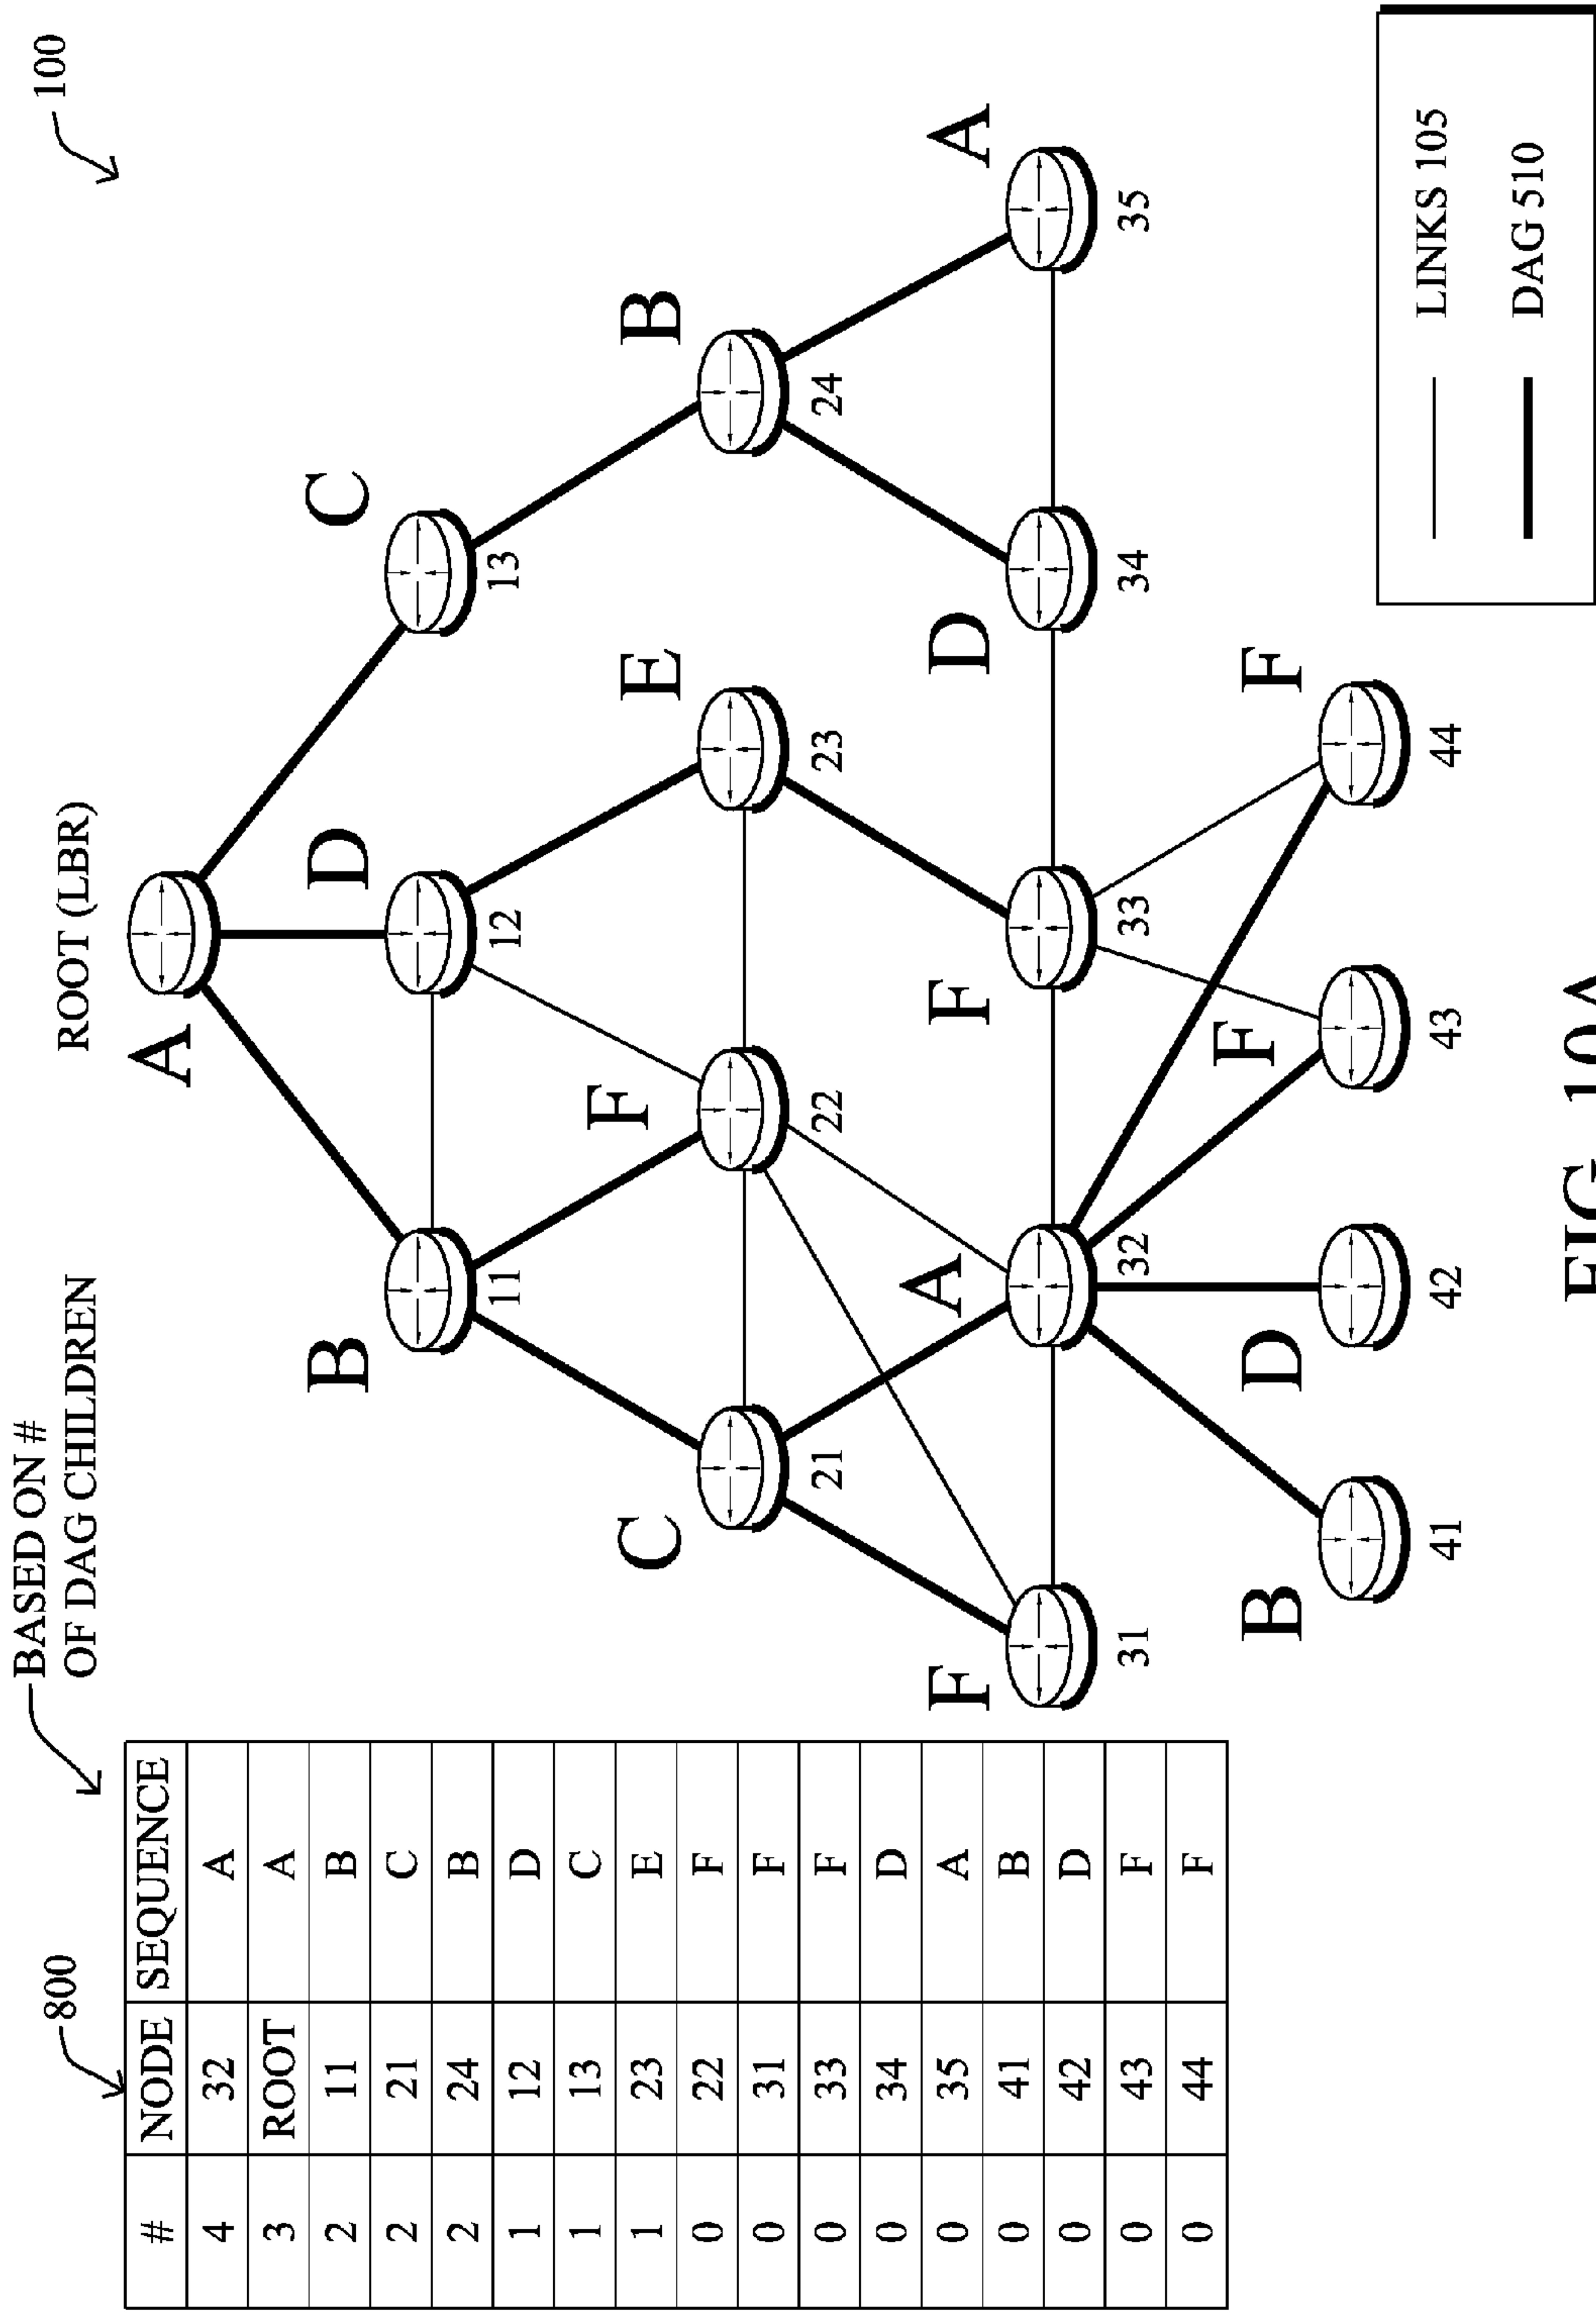 800
BASED ON #
OF DAG CHILDREN
# NODE SEQUENCE
4 32 A
3 ROOT A
2 11 B
2 21 C
2 24 B
1 12 D
1 13 C
1 23 E
0 22 F
0 31 F
0 33 F
0 34 D
0 35 A
0 41 B
0 42 D
0 43 F
0 44 F
100
ROOT (LBR)
A
B D C
11 12 13
C F E B
21 22 23 24
F A F D A
31 32 33 34 35
B D F F
41 42 43 44
LINKS 105
DAG 510
FIG. 10A